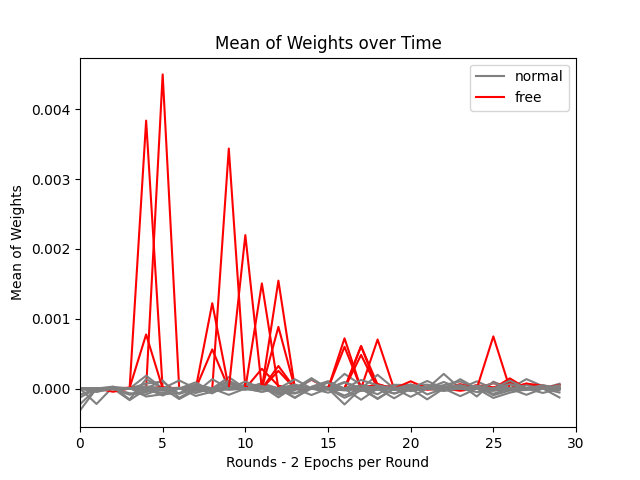 Mean of Weights over Time
normal
free
Mean of Weights
0.004
0.003
0.002
0.001
0.000
0 5 10 15 20 25 30
Rounds - 2 Epochs per Round